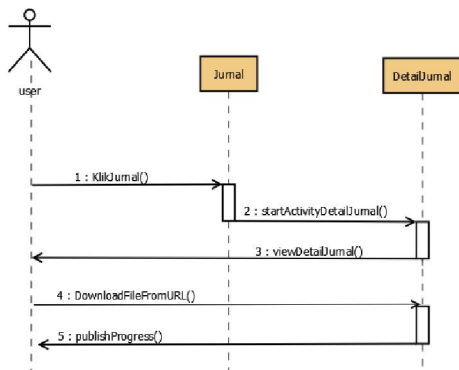 user
Jurnal
DetailJurnal
1 : KlikJurnal()
2 : startActivityDetailJurnal()
3 : viewDetailJurnal()
4 : DownloadFileFromURL()
5 : publishProgress()